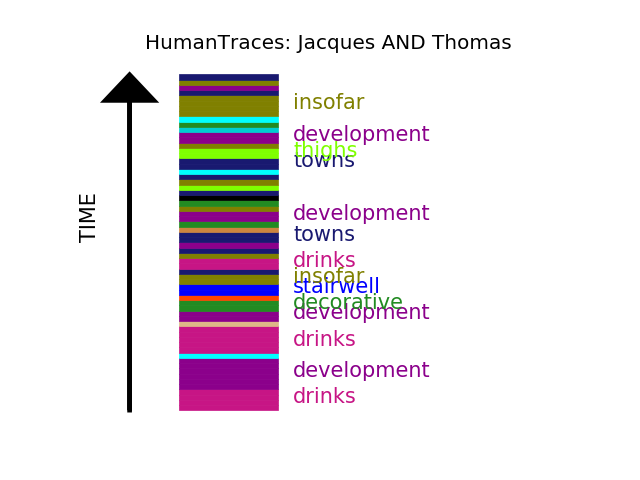 HumanTraces: Jacques AND Thomas
insofar
development
thighs
towns
development
TIME
towns
drinks
insofar
stairwell
decorative
development
drinks
development
drinks